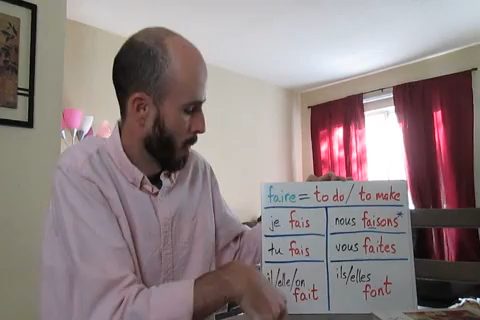 faire = to do / to make
je fais
nous faisons*
tu fais
vous faites
il/elle/on fait
ils/elles font